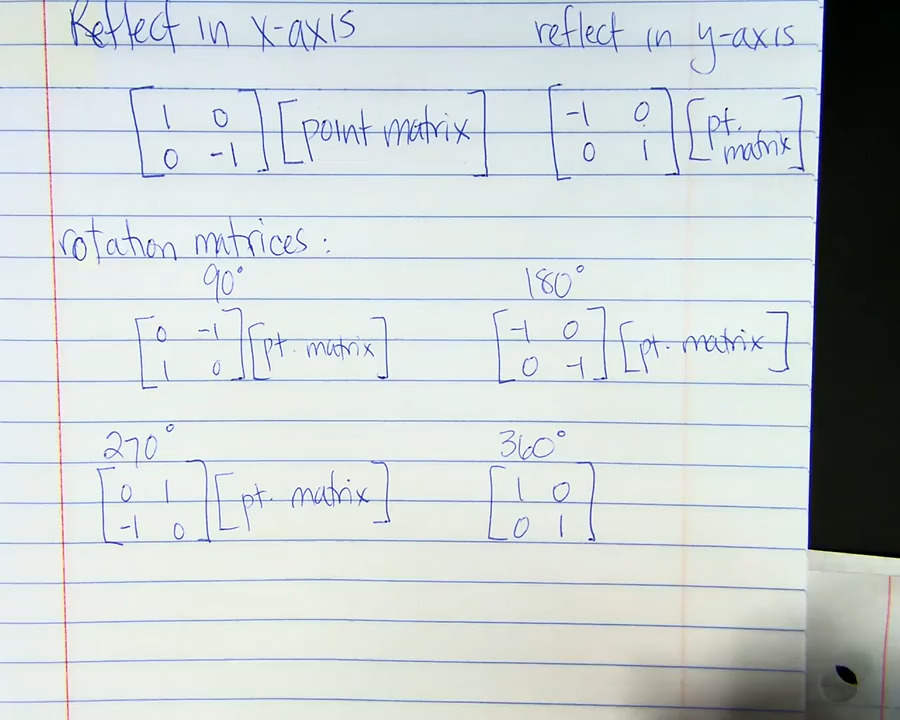 Reflect in x-axis reflect in y-axis
[1 0] [point matrix] [-1 0] [pt.
[0 -1] [0 1] matrix]
rotation matrices:
90° 180°
[0 -1] [pt. matrix] [-1 0] [pt. matrix]
[1 0] [0 -1]
270° 360°
[0 1] [pt. matrix] [1 0]
[-1 0] [0 1]